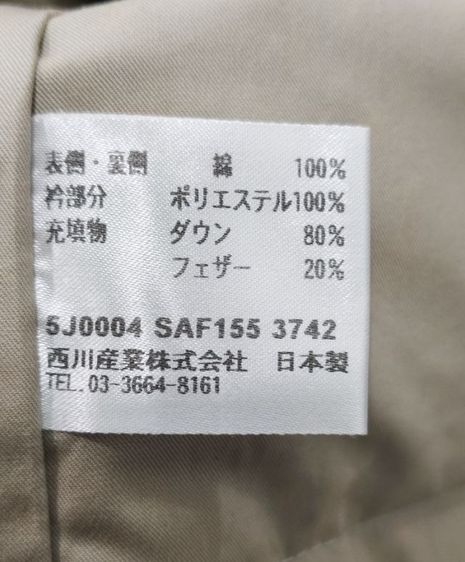 表側・裏側 綿 100%
衿部分 ポリエステル100%
充填物 ダウン 80%
フェザー 20%
5J0004 SAF155 3742
西川産業株式会社 日本製
TEL.03-3664-8161